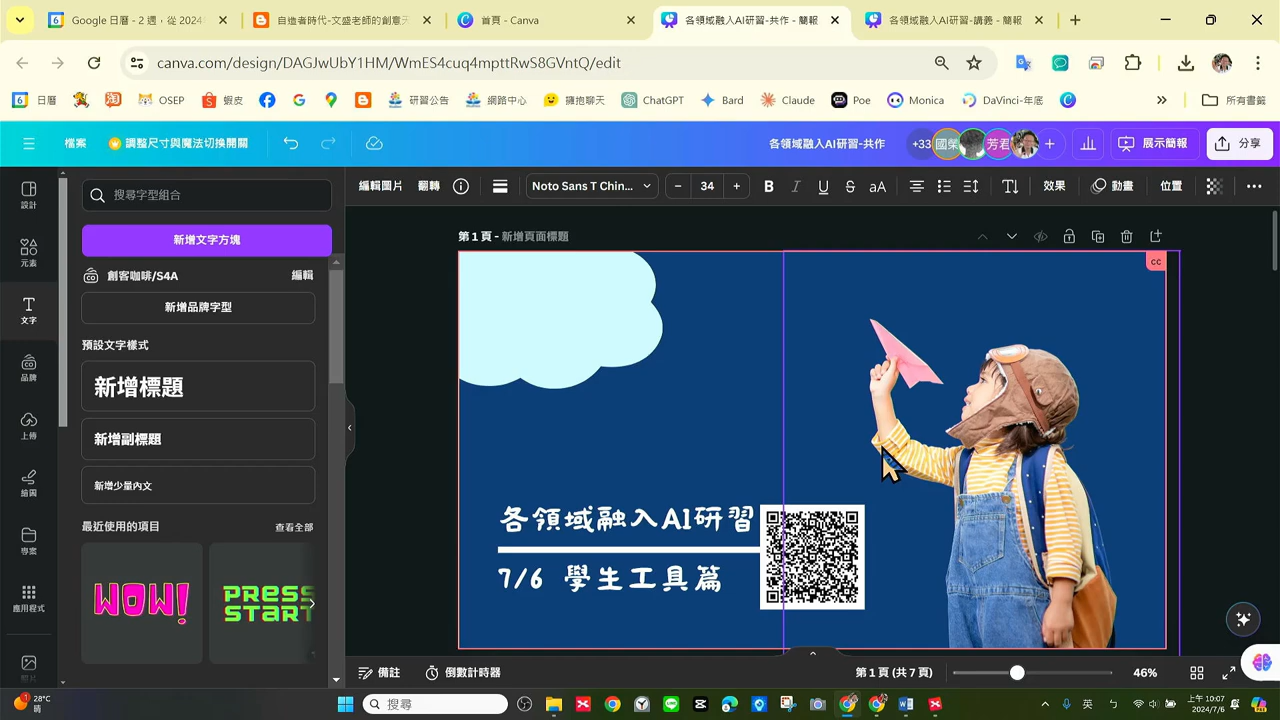 Google 日曆 - 2 週，從 2024
自造者時代-文盛老師的創意天
首頁 - Canva
各領域融入AI研習-共作 - 簡報
各領域融入AI研習-講義 - 簡報
canva.com/design/DAGJwUbY1HM/WmES4cuq4mpttRwS8GVntQ/edit
日曆
OSEP
蝦皮
研習公告
網路中心
擁抱聊天
ChatGPT
Bard
Claude
Poe
Monica
DaVinci-年底
所有書籤
檔案
調整尺寸與魔法切換開關
各領域融入AI研習-共作
+33
國榮
芳君
展示簡報
分享
設計
元素
文字
品牌
上傳
繪圖
專案
應用程式
搜尋字型組合
新增文字方塊
創客咖啡/S4A
編輯
新增品牌字型
預設文字樣式
新增標題
新增副標題
新增少量內文
最近使用的項目
查看全部
WOW!
PRESS
START
編輯圖片
翻轉
Noto Sans T Chin...
34
B
I
U
S
aA
效果
動畫
位置
第 1 頁 - 新增頁面標題
CC
各領域融入AI研習
7/6 學生工具篇
備註
倒數計時器
第 1 頁 (共 7 頁)
46%
28°C
晴
搜尋
英
上午 10:07
2024/7/6